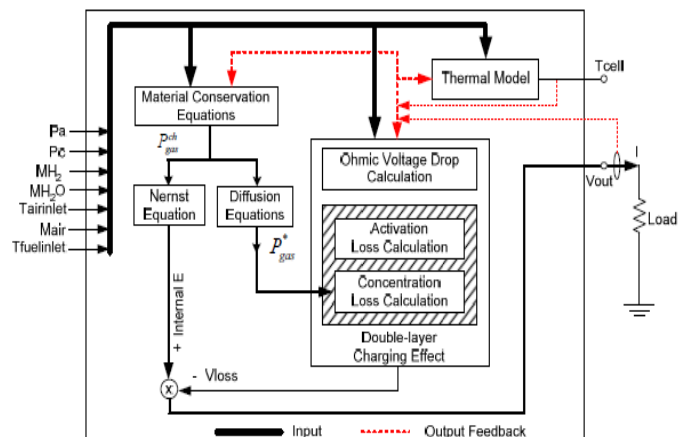 Tcell
Thermal Model
Material Conservation
Equations
Pa
Pc
MH₂
MH₂O
Tairinlet
Mair
Tfuelinlet
P^{ch}_{gas}
Ohmic Voltage Drop
Calculation
I
Vout
Load
Nernst
Equation
Diffusion
Equations
P^{*}_{gas}
Activation
Loss Calculation
Concentration
Loss Calculation
Double-layer
Charging Effect
+ Internal E
- Vloss
x
Input
Output Feedback